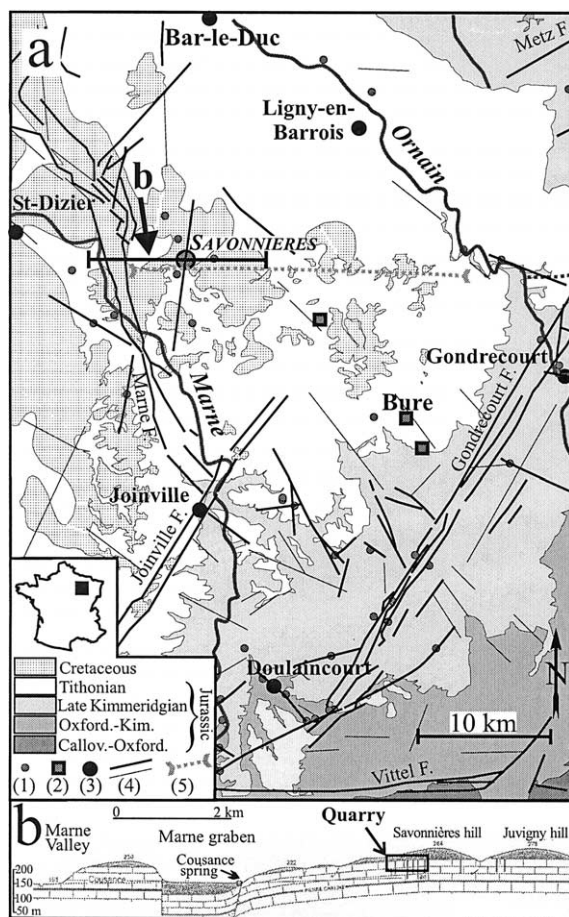 a
Bar-le-Duc
Metz F.
Ligny-en-
Barrois
Ornain
St-Dizier
b
SAVONNIERES
Gondrecourt
Gondrecourt F.
Marne
Marne F.
Bure
Joinville
Joinville F.
Doulaincourt
N
10 km
Vittel F.
Cretaceous
Tithonian
Late Kimmeridgian
Oxford.-Kim.
Callov.-Oxford.
Jurassic
(1) (2) (3) (4) (5)
b
0 2 km
Marne
Valley
Marne graben
Quarry
Savonnières hill
Juvigny hill
Cousance
spring
Cousance
200
150
100
50 m